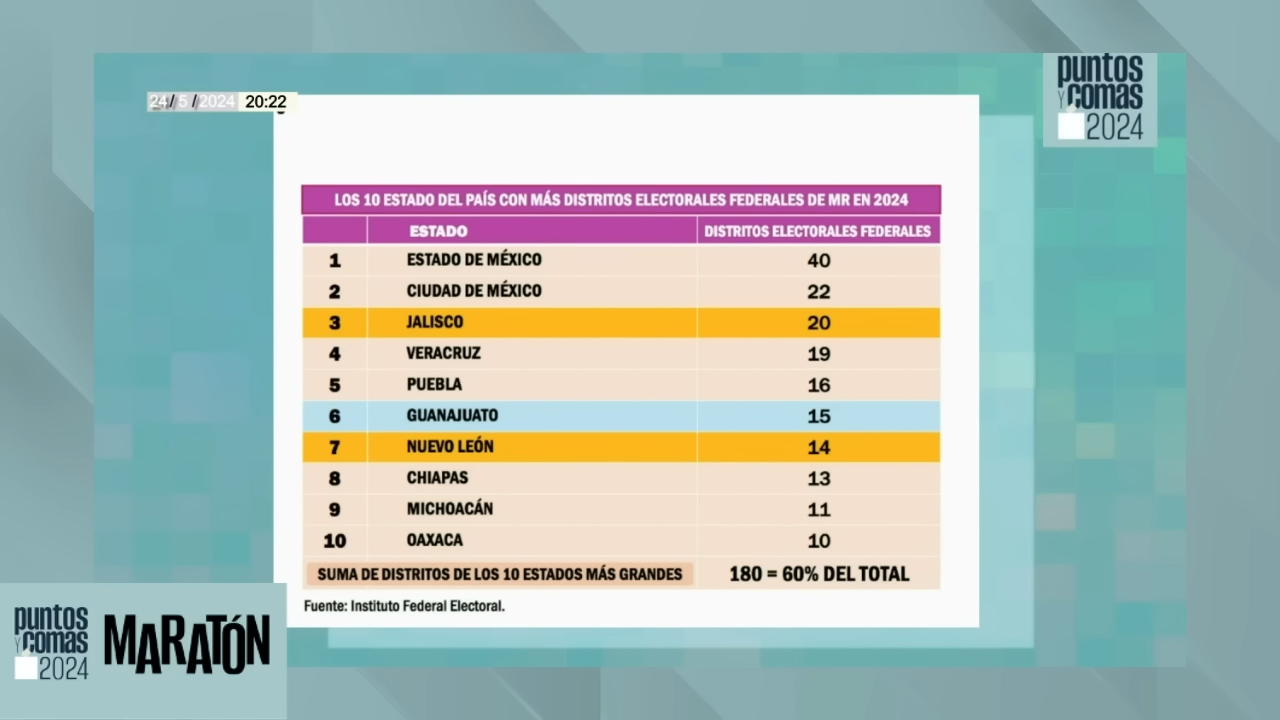 24/ 5 /2024 20:22
puntos
Y comas
2024
LOS 10 ESTADO DEL PAÍS CON MÁS DISTRITOS ELECTORALES FEDERALES DE MR EN 2024
ESTADO DISTRITOS ELECTORALES FEDERALES
1 ESTADO DE MÉXICO 40
2 CIUDAD DE MÉXICO 22
3 JALISCO 20
4 VERACRUZ 19
5 PUEBLA 16
6 GUANAJUATO 15
7 NUEVO LEÓN 14
8 CHIAPAS 13
9 MICHOACÁN 11
10 OAXACA 10
SUMA DE DISTRITOS DE LOS 10 ESTADOS MÁS GRANDES 180 = 60% DEL TOTAL
Fuente: Instituto Federal Electoral.
puntos
Y comas
2024
MARATÓN